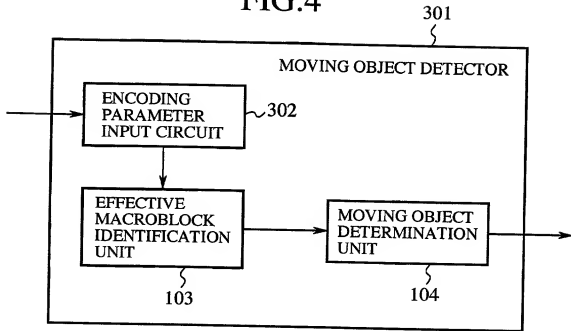 FIG.4
301
MOVING OBJECT DETECTOR
ENCODING
PARAMETER
INPUT CIRCUIT
302
EFFECTIVE
MACROBLOCK
IDENTIFICATION
UNIT
103
MOVING OBJECT
DETERMINATION
UNIT
104